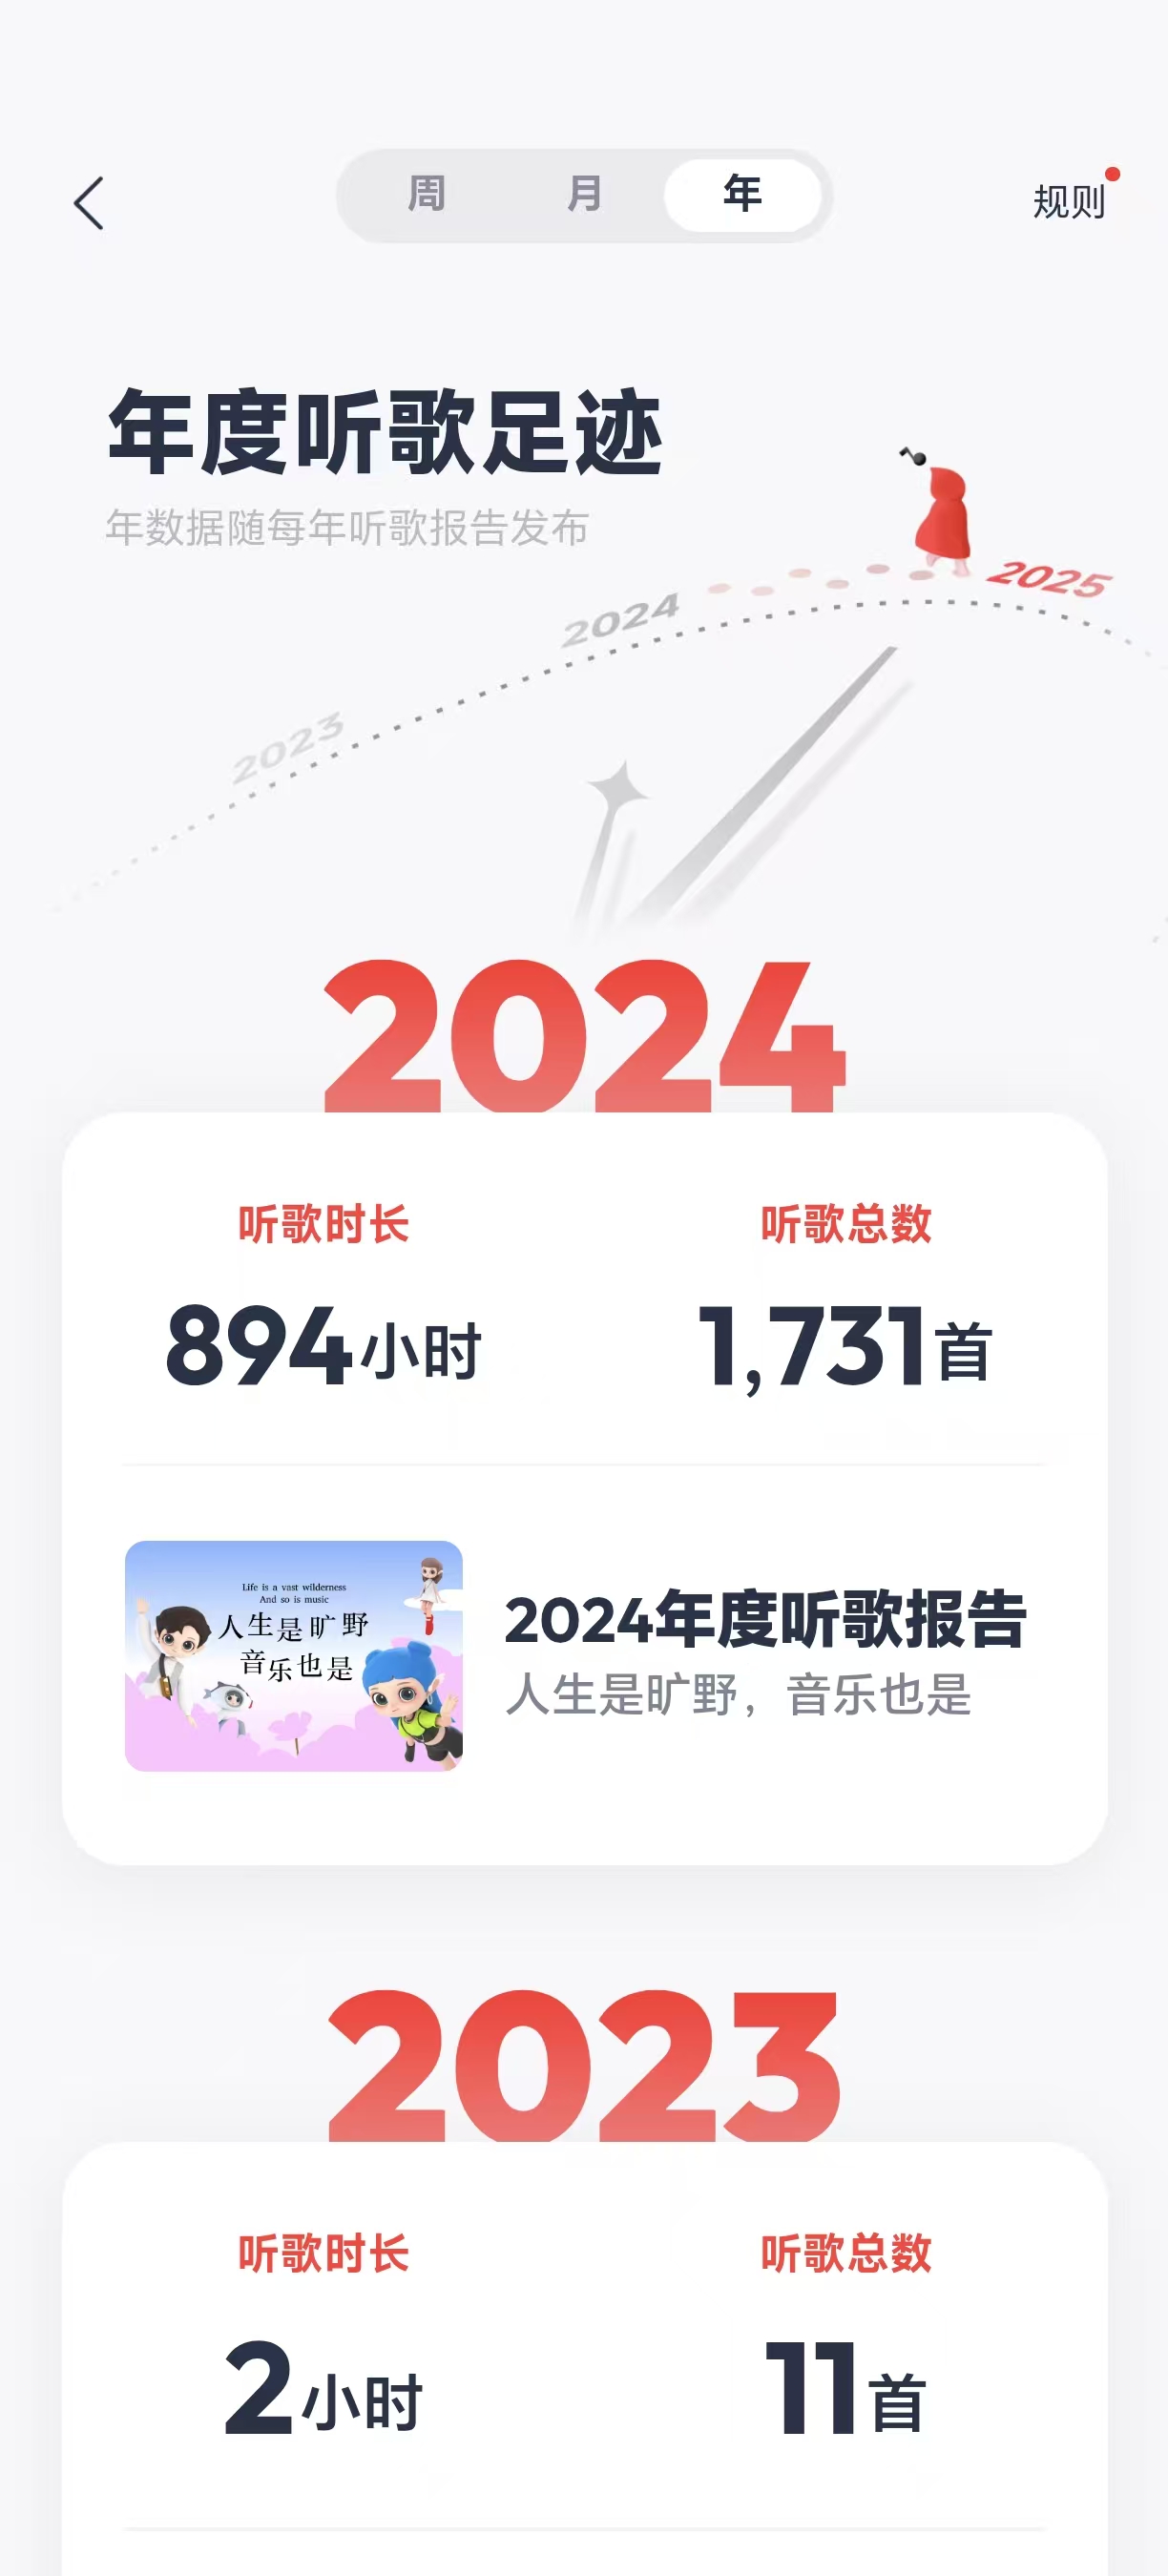 周 月 年 规则
年度听歌足迹
年数据随每年听歌报告发布
2025
2024
2023
2024
听歌时长 听歌总数
894小时 1,731首
Life is a vast wilderness
And so is music
人生是旷野
音乐也是
2024年度听歌报告
人生是旷野，音乐也是
2023
听歌时长 听歌总数
2小时 11首